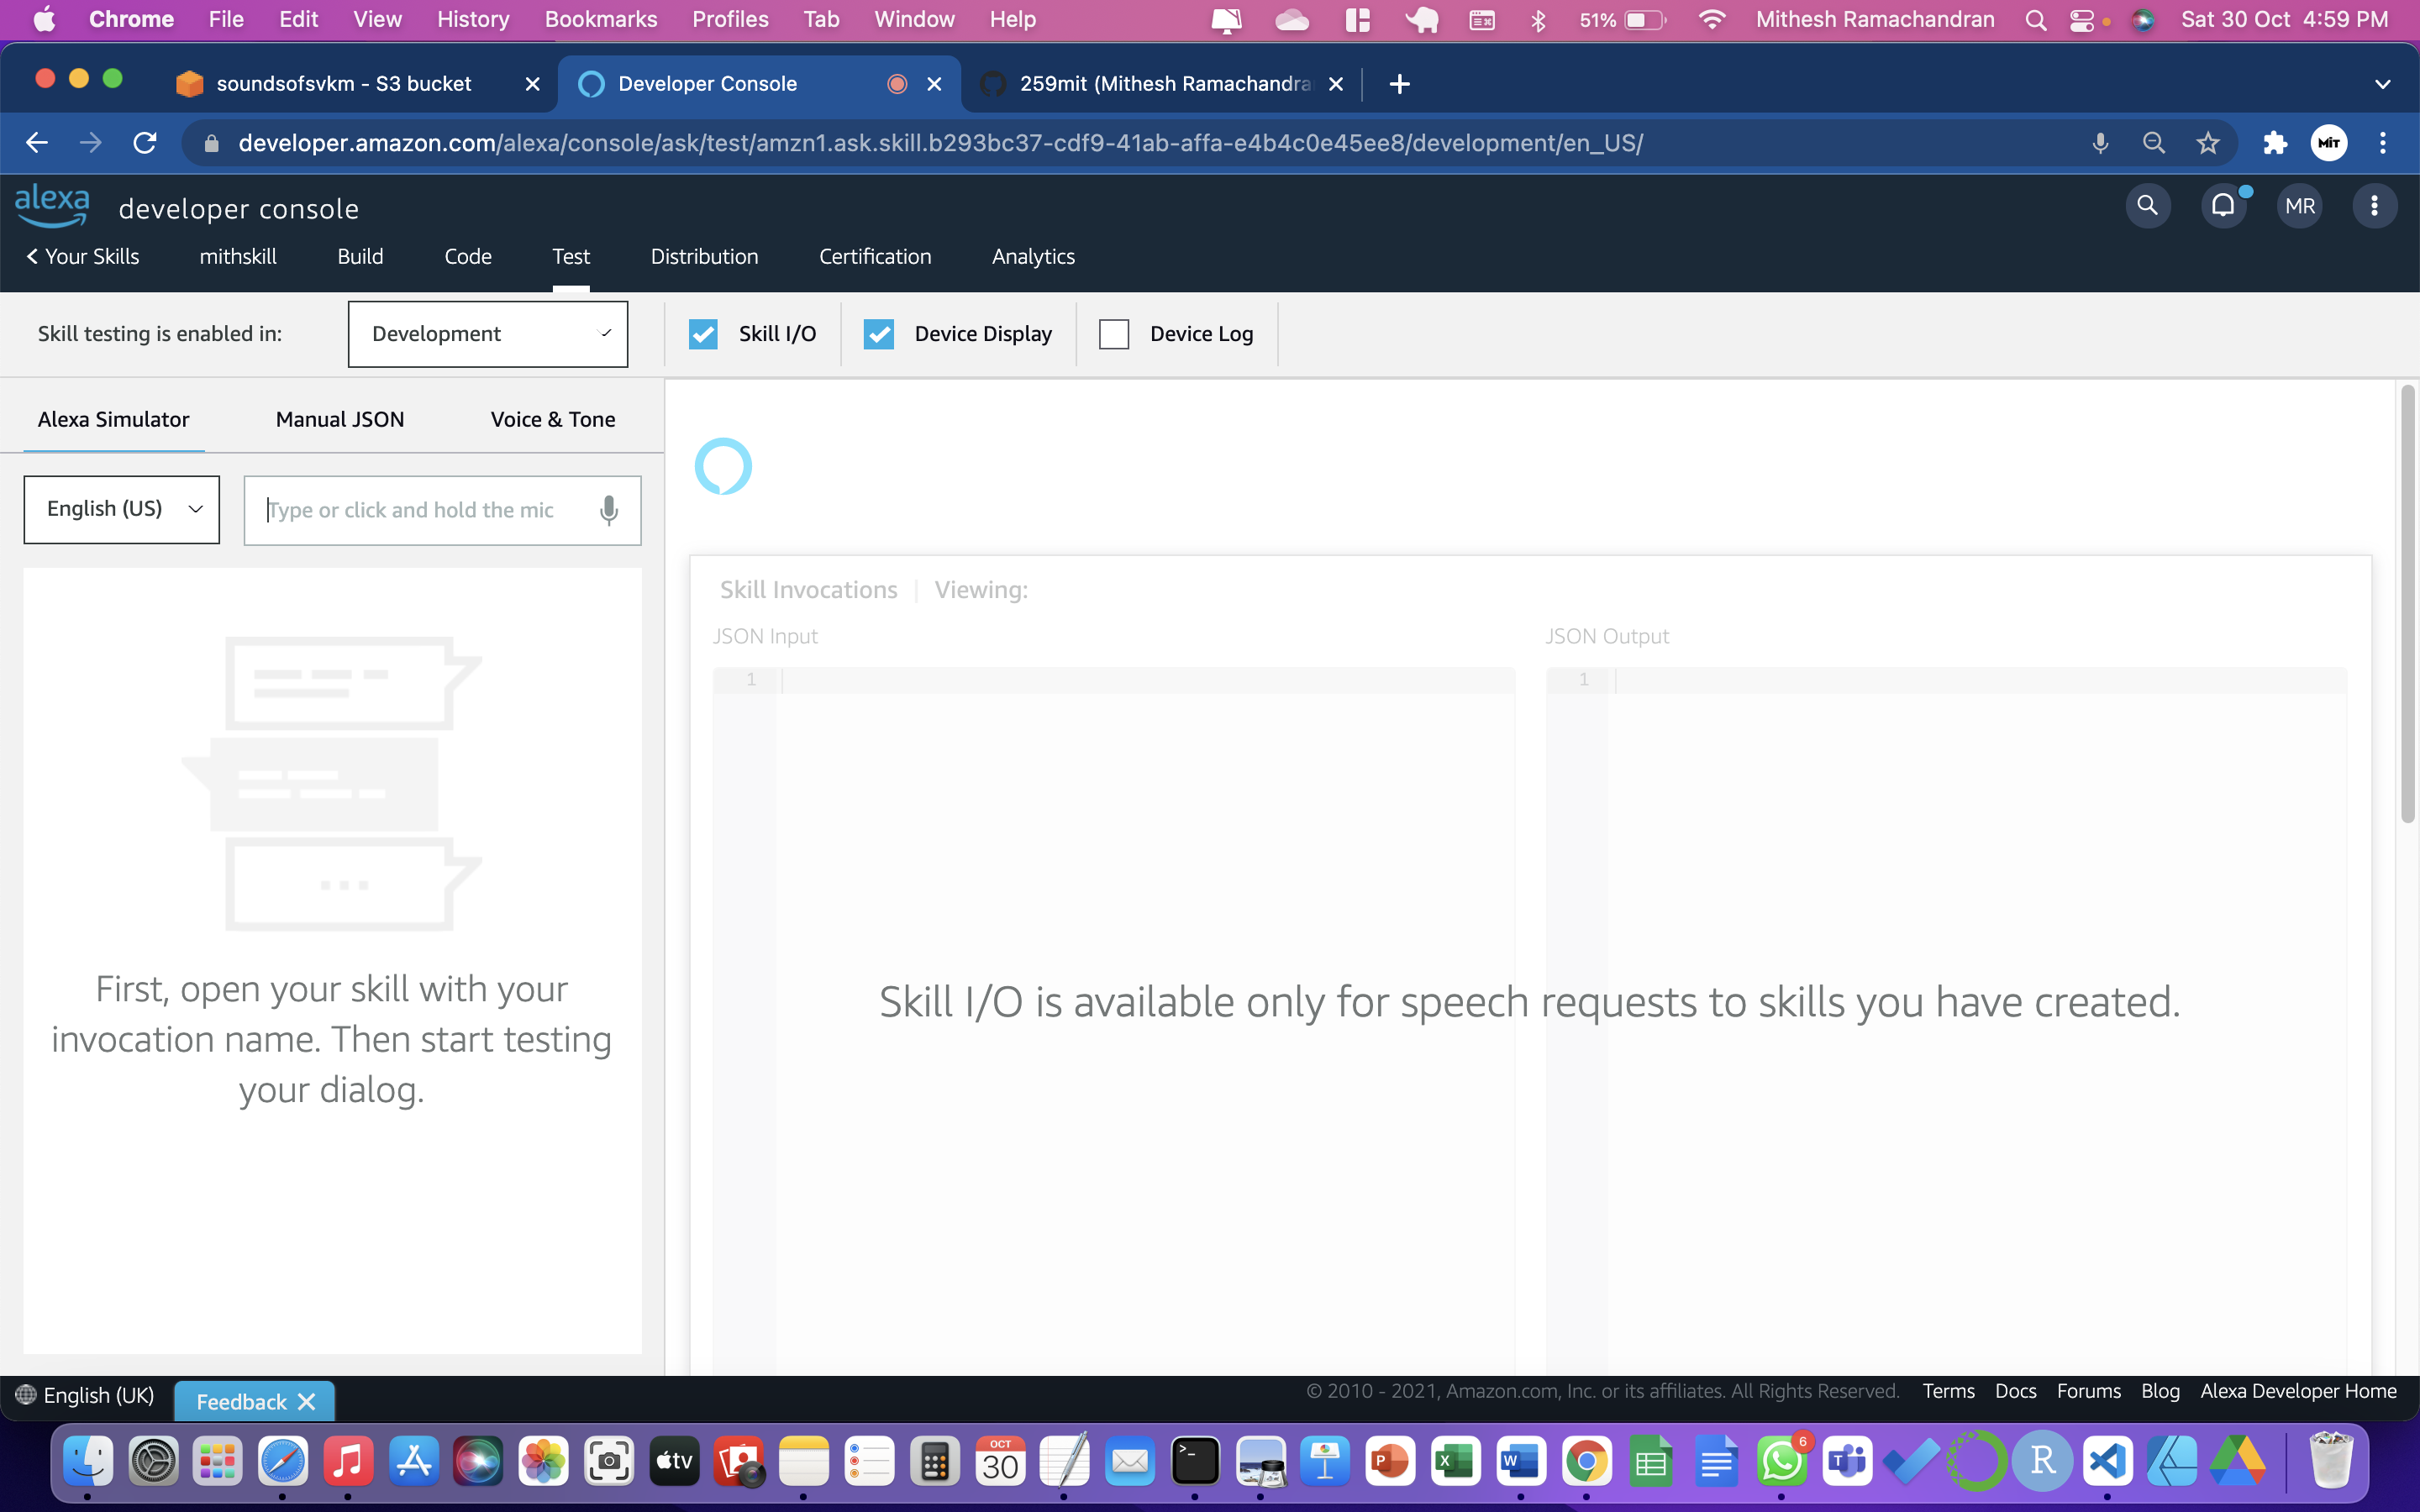 Chrome File Edit View History Bookmarks Profiles Tab Window Help 51% Mithesh Ramachandran Sat 30 Oct 4:59 PM
soundsofsvkm - S3 bucket Developer Console 259mit (Mithesh Ramachandra
developer.amazon.com/alexa/console/ask/test/amzn1.ask.skill.b293bc37-cdf9-41ab-affa-e4b4c0e45ee8/development/en_US/ MiT
alexa developer console MR
Your Skills mithskill Build Code Test Distribution Certification Analytics
Skill testing is enabled in: Development Skill I/O Device Display Device Log
Alexa Simulator Manual JSON Voice & Tone
English (US) Type or click and hold the mic
Skill Invocations | Viewing:
JSON Input JSON Output
1 1
First, open your skill with your
invocation name. Then start testing
your dialog.
Skill I/O is available only for speech requests to skills you have created.
English (UK) Feedback © 2010 - 2021, Amazon.com, Inc. or its affiliates. All Rights Reserved. Terms Docs Forums Blog Alexa Developer Home
tv OCT 30 >_ P X W 6 T R